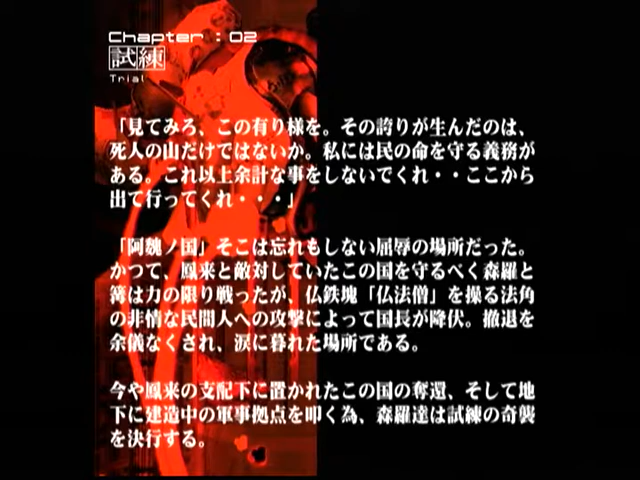 Chapter : 02
試練
Trial
「見てみろ、この有り様を。その誇りが生んだのは、
死人の山だけではないか。私には民の命を守る義務が
ある。これ以上余計な事をしないでくれ・・ここから
出て行ってくれ・・・」
「阿魏ノ国」そこは忘れもしない屈辱の場所だった。
かつて、鳳来と敵対していたこの国を守るべく森羅と
篝は力の限り戦ったが、仏鉄塊「仏法僧」を操る法角
の非情な民間人への攻撃によって国長が降伏。撤退を
余儀なくされ、涙に暮れた場所である。
今や鳳来の支配下に置かれたこの国の奪還、そして地
下に建造中の軍事拠点を叩く為、森羅達は試練の奇襲
を決行する。